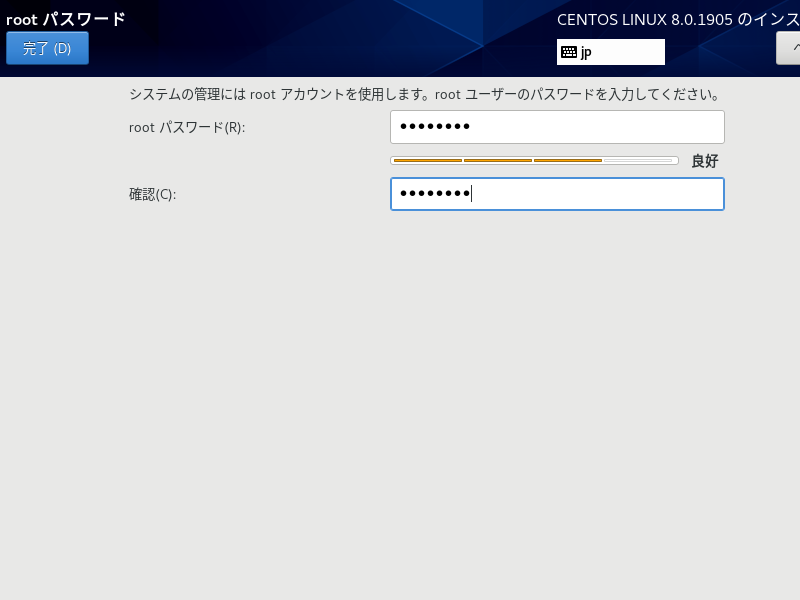 root パスワード
CENTOS LINUX 8.0.1905 のインス
完了 (D)
jp
システムの管理には root アカウントを使用します。root ユーザーのパスワードを入力してください。
root パスワード(R):
●●●●●●●●
良好
確認(C):
●●●●●●●●